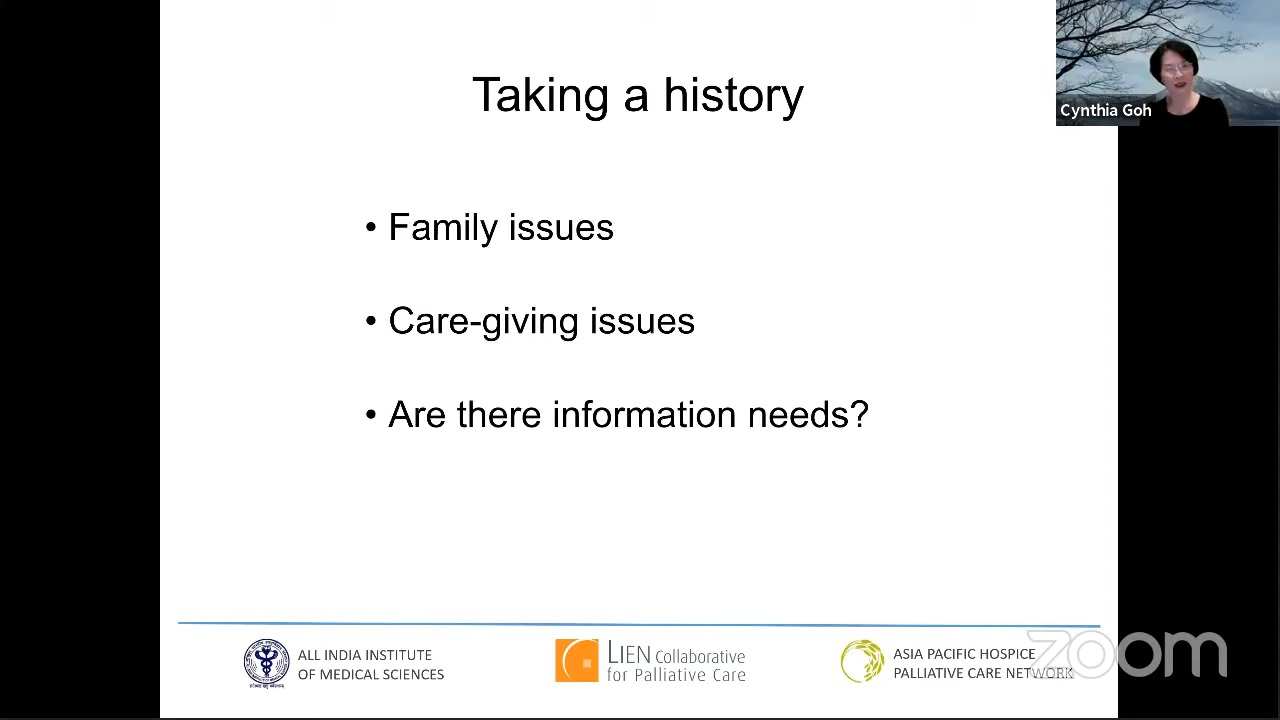 Taking a history
Cynthia Goh
• Family issues
• Care-giving issues
• Are there information needs?
ALL INDIA INSTITUTE
OF MEDICAL SCIENCES
LIEN Collaborative
for Palliative Care
ASIA PACIFIC HOSPICE
PALLIATIVE CARE NETWORK
zoom